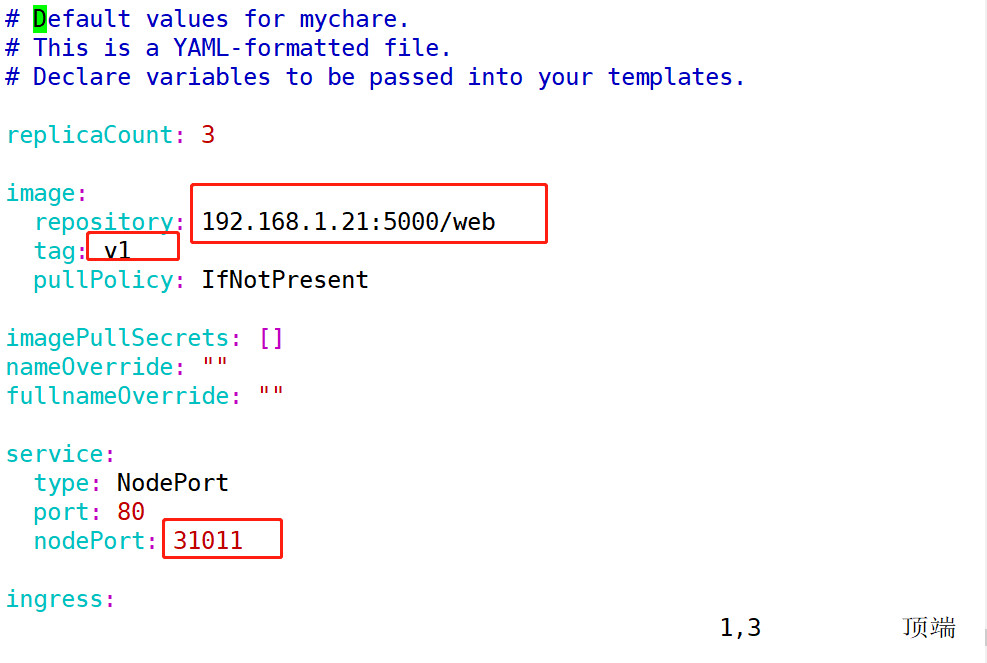 # Default values for mychare.
# This is a YAML-formatted file.
# Declare variables to be passed into your templates.
replicaCount: 3
image:
  repository: 192.168.1.21:5000/web
  tag: v1
  pullPolicy: IfNotPresent
imagePullSecrets: []
nameOverride: ""
fullnameOverride: ""
service:
  type: NodePort
  port: 80
  nodePort: 31011
ingress:
1,3 顶端